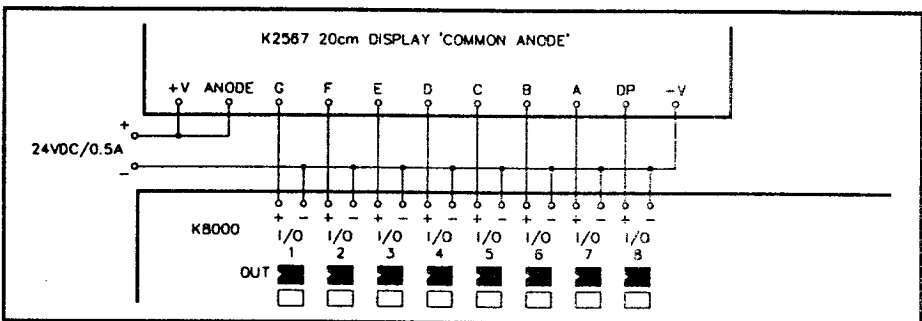 K2567 20cm DISPLAY 'COMMON ANODE'
+V ANODE G F E D C B A DP -V
+
24VDC/0.5A
-
+ - + - + - + - + - + - + - + -
K8000 I/O I/O I/O I/O I/O I/O I/O I/O
1 2 3 4 5 6 7 8
OUT